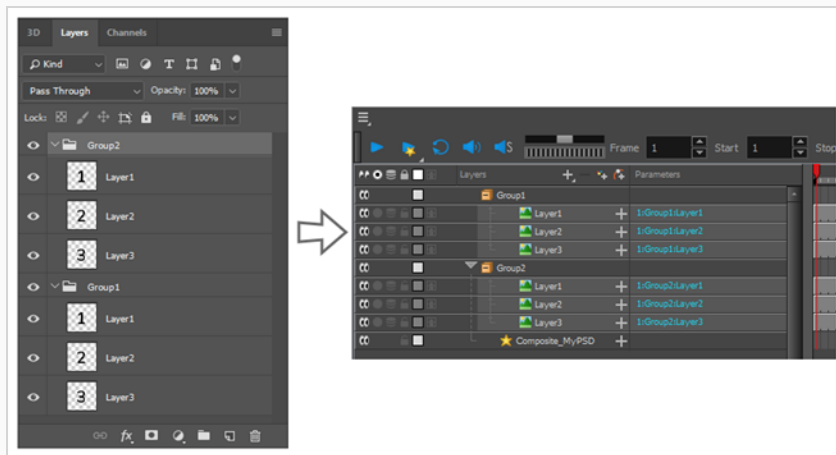 3D Layers Channels
Kind
Pass Through Opacity: 100%
Lock: Fill: 100%
Group2
1 Layer1
2 Layer2
3 Layer3
Group1
1 Layer1
2 Layer2
3 Layer3
fx
S Frame 1 Start 1 Stop
Layers Parameters
Group1
Layer1 1:Group1:Layer1
Layer2 1:Group1:Layer2
Layer3 1:Group1:Layer3
Group2
Layer1 1:Group2:Layer1
Layer2 1:Group2:Layer2
Layer3 1:Group2:Layer3
Composite_MyPSD